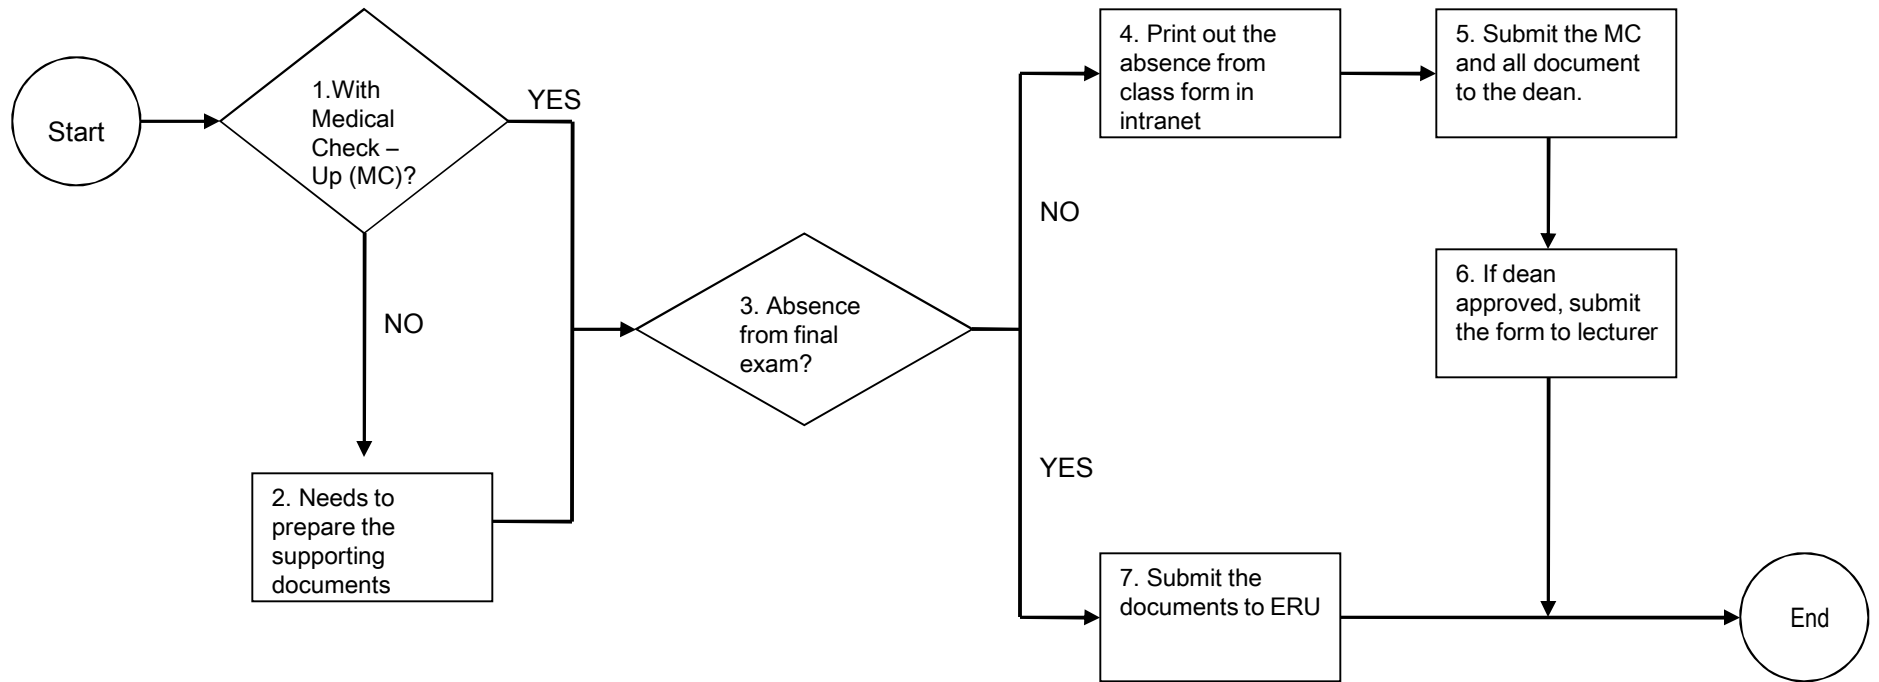 Start
1.With
Medical
Check –
Up (MC)?
YES
NO
2. Needs to
prepare the
supporting
documents
3. Absence
from final
exam?
NO
YES
4. Print out the
absence from
class form in
intranet
5. Submit the MC
and all document
to the dean.
6. If dean
approved, submit
the form to lecturer
7. Submit the
documents to ERU
End